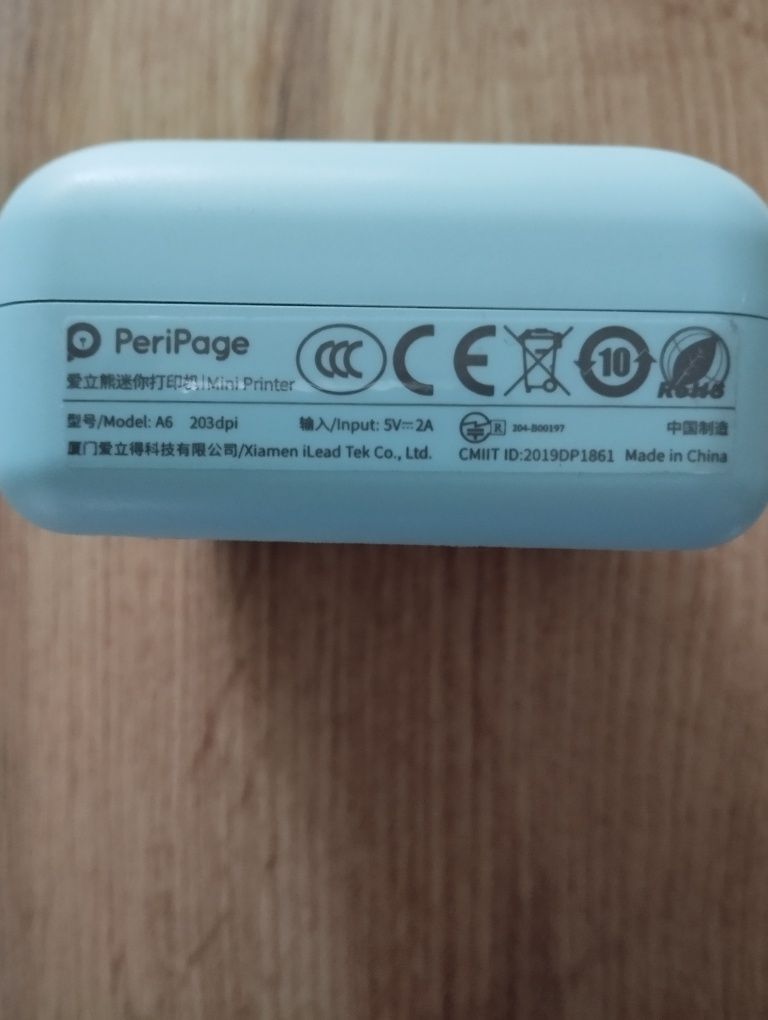 PeriPage
爱立熊迷你打印机|Mini Printer
CCC CE 10 RoHS
型号/Model: A6 203dpi 输入/Input: 5V⎓2A R 204-B00197 中国制造
厦门爱立得科技有限公司/Xiamen iLead Tek Co., Ltd. CMIIT ID:2019DP1861 Made in China